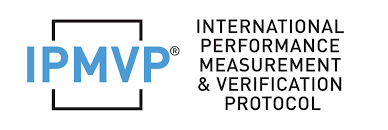 IPMVP®
INTERNATIONAL
PERFORMANCE
MEASUREMENT
& VERIFICATION
PROTOCOL